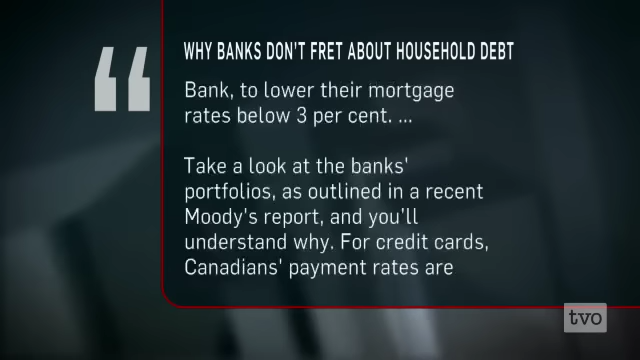 WHY BANKS DON'T FRET ABOUT HOUSEHOLD DEBT
Bank, to lower their mortgage
rates below 3 per cent. ...
Take a look at the banks'
portfolios, as outlined in a recent
Moody's report, and you'll
understand why. For credit cards,
Canadians' payment rates are
tvo